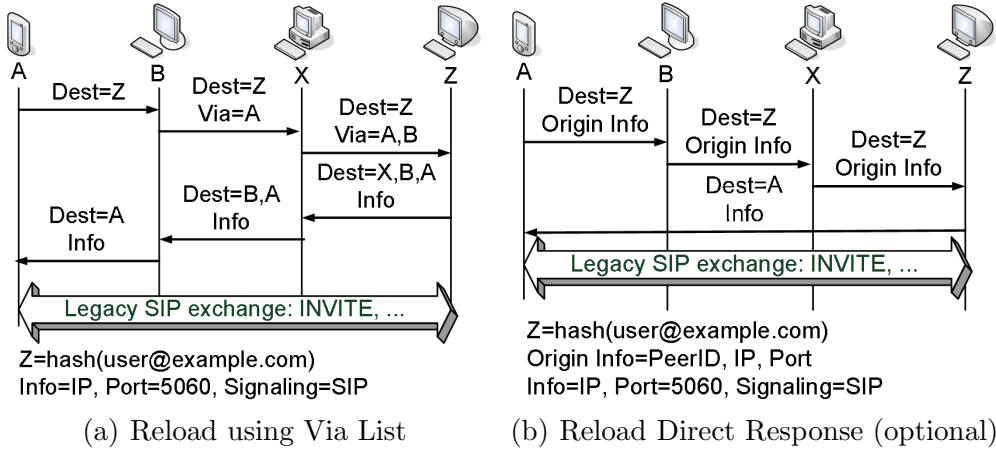 A B X Z
Dest=Z
Dest=Z
Via=A
Dest=Z
Via=A,B
Dest=X,B,A
Info
Dest=B,A
Info
Dest=A
Info
Legacy SIP exchange: INVITE, ...
Z=hash(user@example.com)
Info=IP, Port=5060, Signaling=SIP
(a) Reload using Via List
A B X Z
Dest=Z
Origin Info
Dest=Z
Origin Info
Dest=Z
Origin Info
Dest=A
Info
Legacy SIP exchange: INVITE, ...
Z=hash(user@example.com)
Origin Info=PeerID, IP, Port
Info=IP, Port=5060, Signaling=SIP
(b) Reload Direct Response (optional)